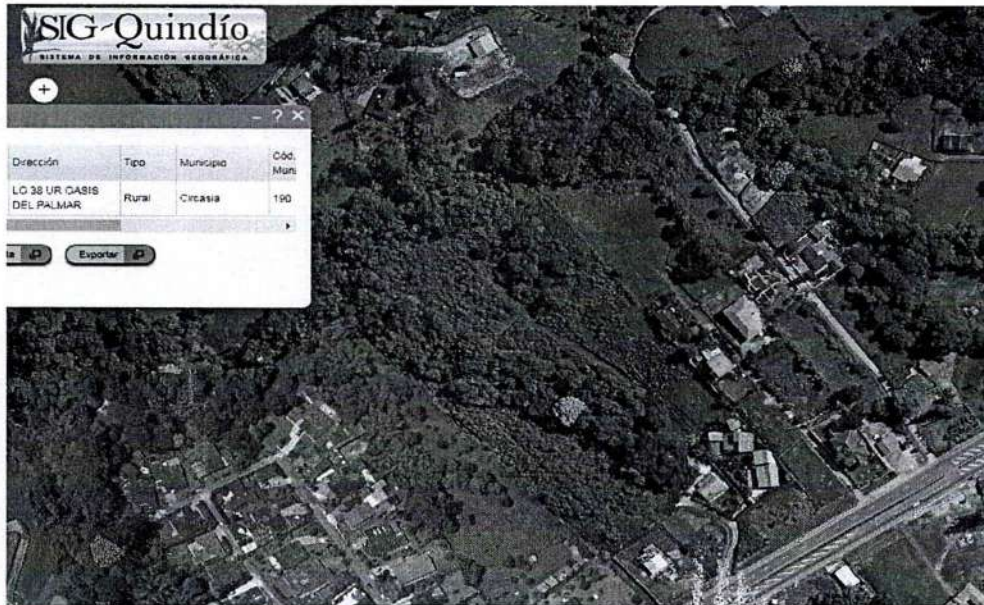 SIG-Quindío
SISTEMA DE INFORMACIÓN GEOGRÁFICA
+
– ? ×
Dirección Tipo Municipio Cód. Muni
LO 38 UR OASIS DEL PALMAR Rural Circasia 190
Exportar